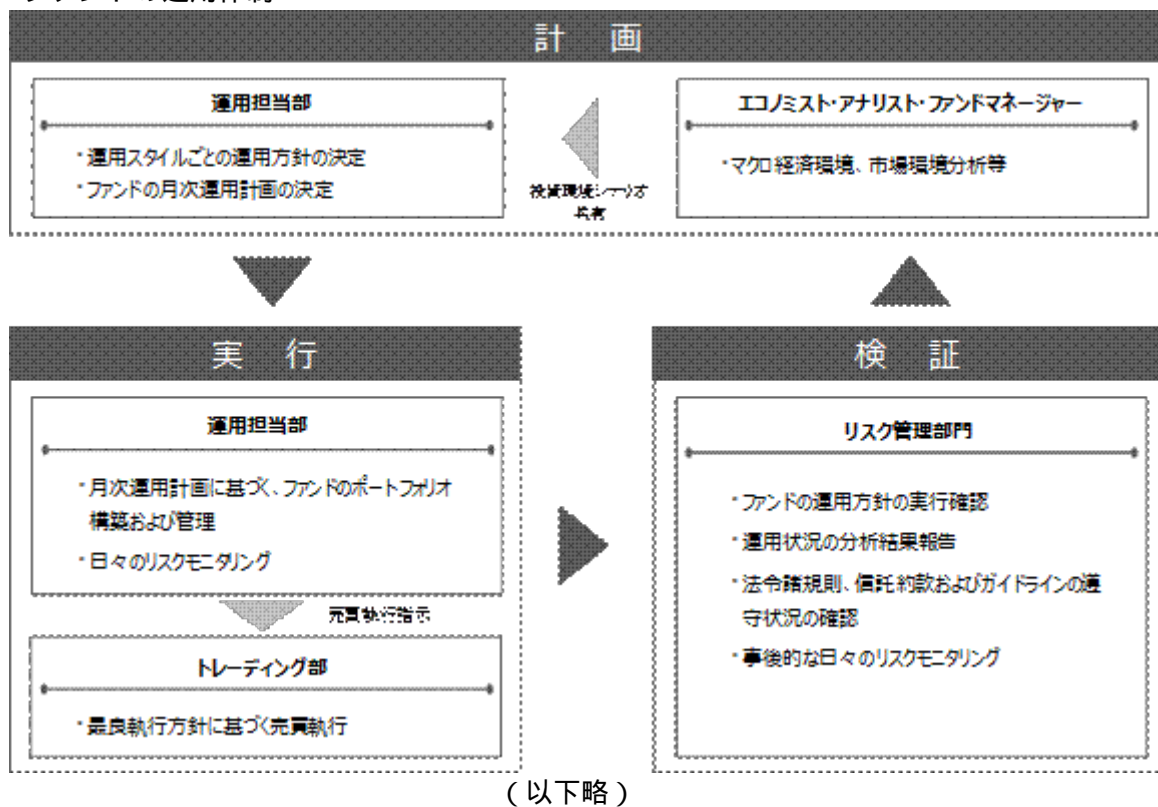 計 画
運用担当部
・運用スタイルごとの運用方針の決定
・ファンドの月次運用計画の決定
投資環境シナリオ
共有
エコノミスト・アナリスト・ファンドマネージャー
・マクロ経済環境、市場環境分析等
実 行
運用担当部
・月次運用計画に基づく、ファンドのポートフォリオ
構築および管理
・日々のリスクモニタリング
売買執行指示
トレーディング部
・最良執行方針に基づく売買執行
検 証
リスク管理部門
・ファンドの運用方針の実行確認
・運用状況の分析結果報告
・法令諸規則、信託約款およびガイドラインの遵
守状況の確認
・事後的な日々のリスクモニタリング
(以下略)